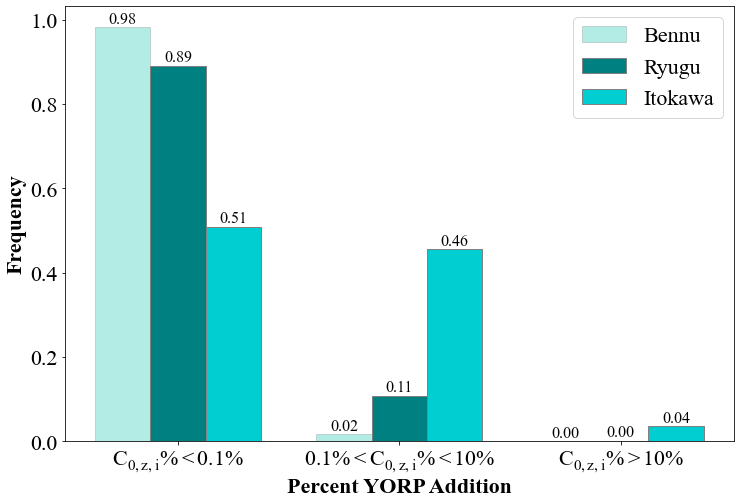 1.0
0.8
0.6
0.4
0.2
0.0
Frequency
0.98
0.89
0.51
0.02
0.11
0.46
0.00
0.00
0.04
Bennu
Ryugu
Itokawa
C0, z, i%<0.1%
0.1%<C0, z, i%<10%
C0, z, i%>10%
Percent YORP Addition